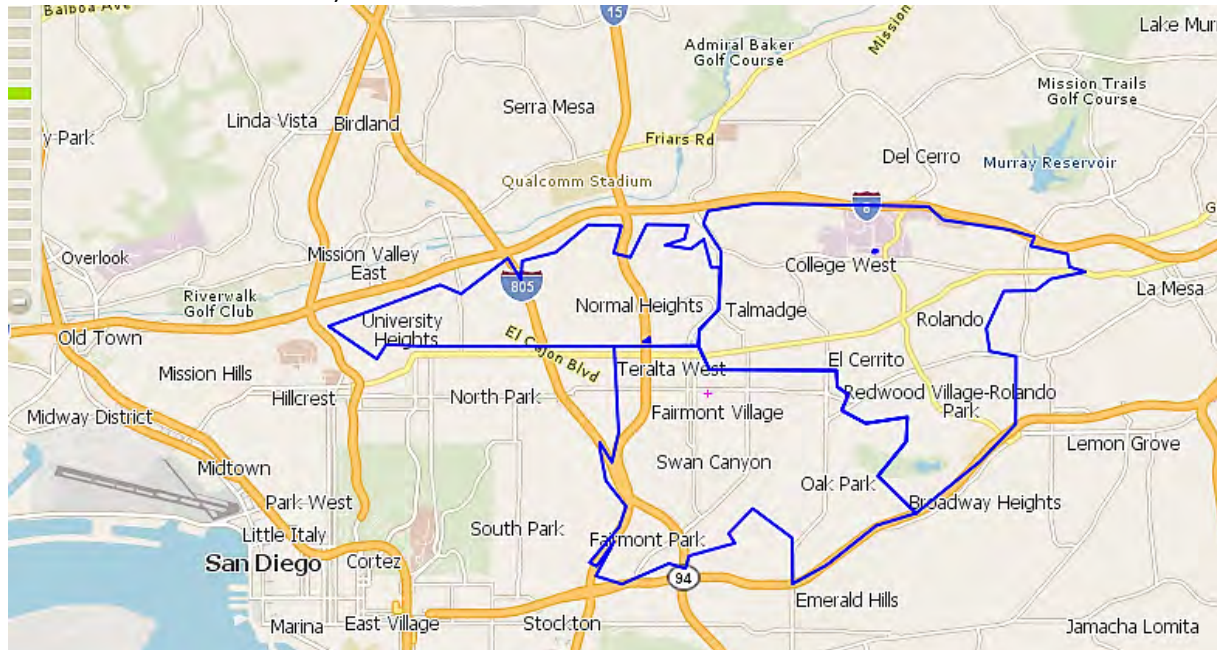 Balboa Ave
15
Lake Mur
Admiral Baker
Golf Course
Mission
Mission Trails
Golf Course
Serra Mesa
Linda Vista
Birdland
y Park
Friars Rd
Del Cerro
Murray Reservoir
Qualcomm Stadium
8
G
Mission Valley
East
Overlook
College West
805
La Mesa
Riverwalk
Golf Club
Normal Heights
Talmadge
University
Heights
Rolando
Old Town
El Cajon Blvd
El Cerrito
Mission Hills
Teralta West
Hillcrest
North Park
Redwood Village-Rolando
Park
Midway District
Fairmont Village
Lemon Grove
Midtown
Swan Canyon
Oak Park
Park West
Broadway Heights
Little Italy
South Park
Fairmont Park
San Diego
Cortez
94
Emerald Hills
Marina
East Village
Stockton
Jamacha Lomita